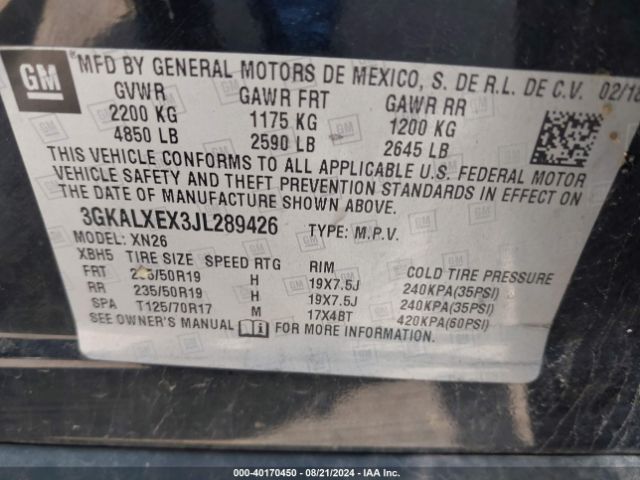 GM MFD BY GENERAL MOTORS DE MEXICO, S. DE R.L. DE C.V. 02/18
GVWR GAWR FRT GAWR RR
2200 KG 1175 KG 1200 KG
4850 LB 2590 LB 2645 LB
THIS VEHICLE CONFORMS TO ALL APPLICABLE U.S. FEDERAL MOTOR
VEHICLE SAFETY AND THEFT PREVENTION STANDARDS IN EFFECT ON
THE DATE OF MANUFACTURE SHOWN ABOVE.
3GKALXEX3JL289426 TYPE: M.P.V.
MODEL: XN26
XBH5 TIRE SIZE SPEED RTG RIM COLD TIRE PRESSURE
FRT 235/50R19 H 19X7.5J 240KPA(35PSI)
RR 235/50R19 H 19X7.5J 240KPA(35PSI)
SPA T125/70R17 M 17X4BT 420KPA(60PSI)
SEE OWNER'S MANUAL FOR MORE INFORMATION.
000-40170450 - 08/21/2024 - IAA Inc.